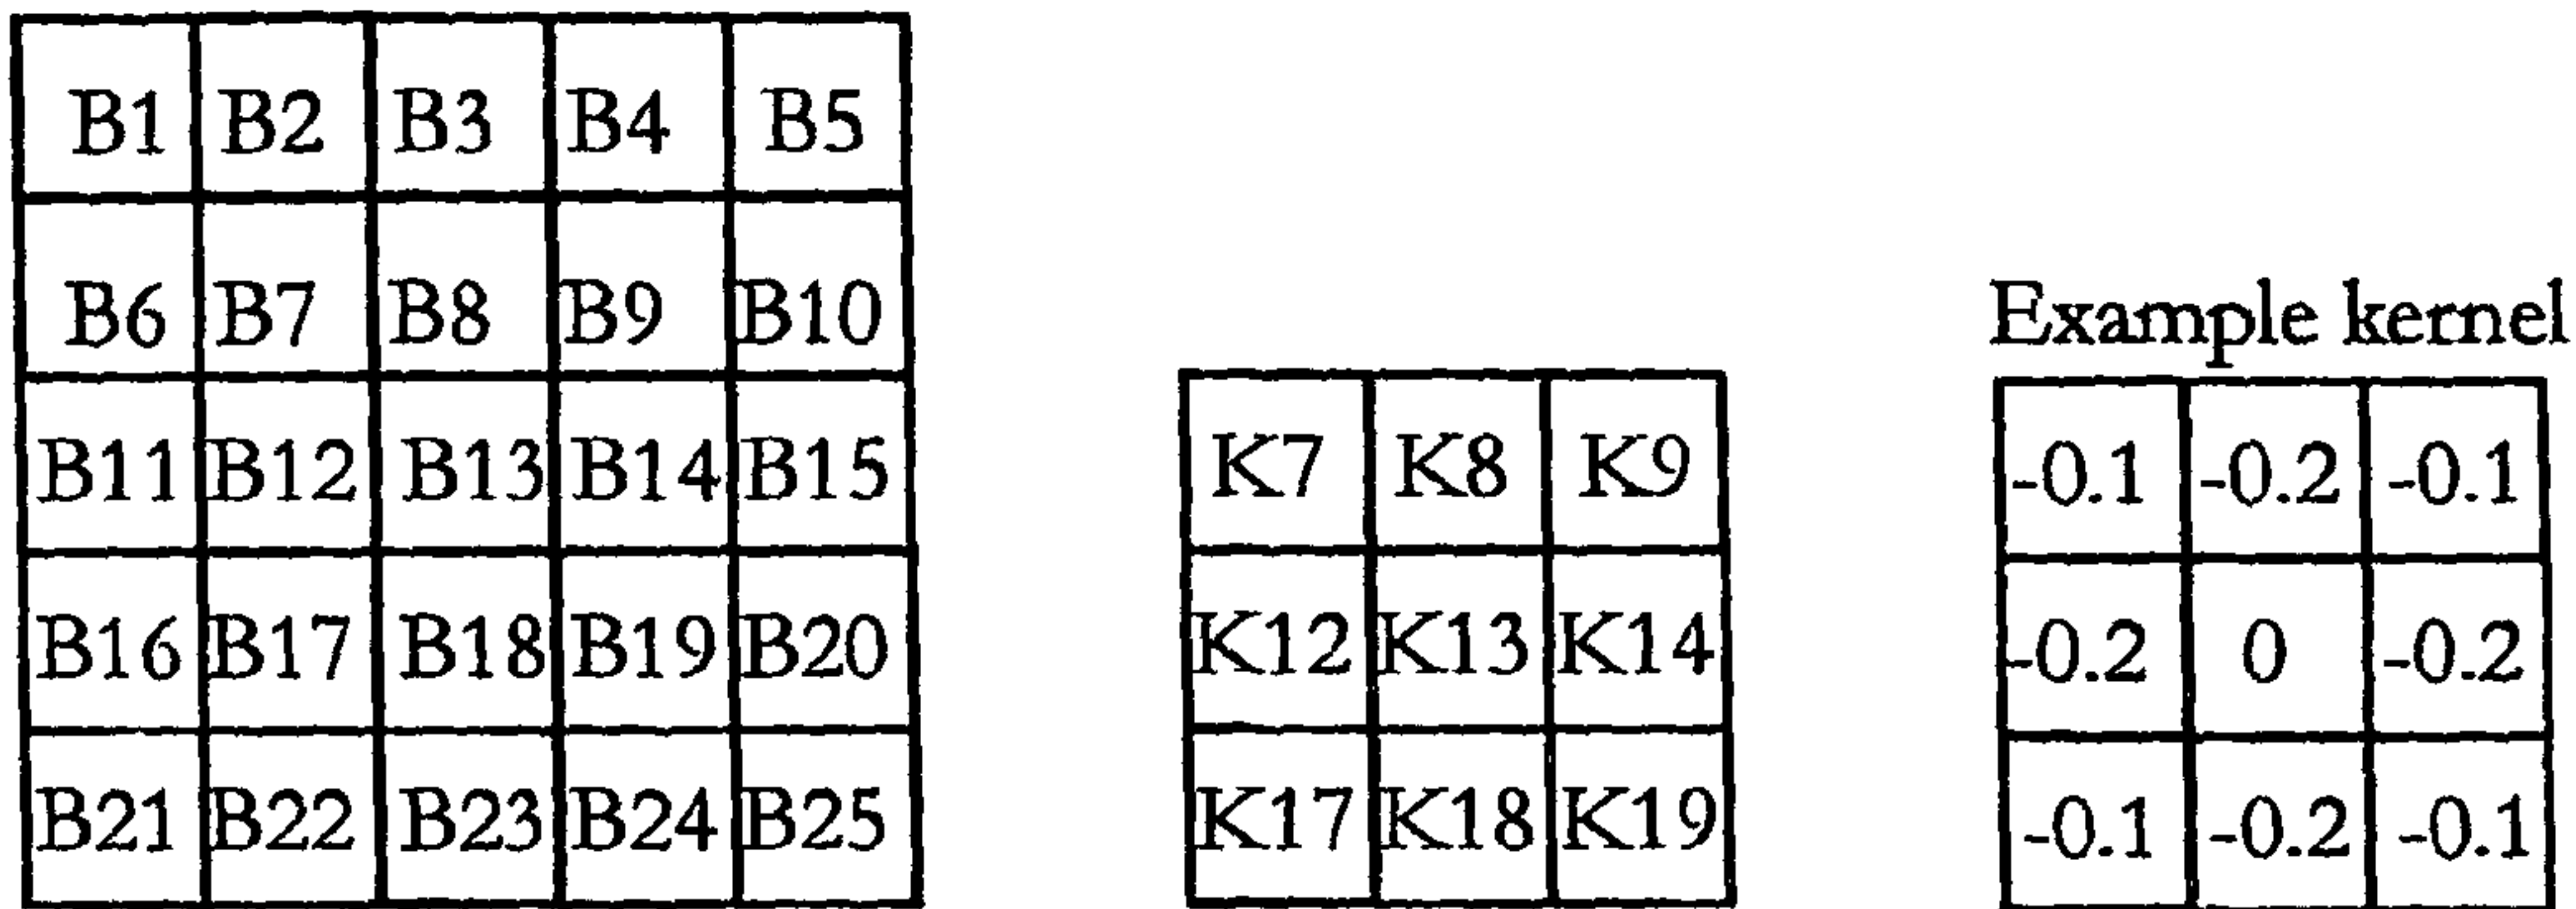 B1 B2 B3 B4 B5
B6 B7 B8 B9 B10
B11 B12 B13 B14 B15
B16 B17 B18 B19 B20
B21 B22 B23 B24 B25
K7 K8 K9
K12 K13 K14
K17 K18 K19
Example kernel
-0.1 -0.2 -0.1
-0.2 0 -0.2
-0.1 -0.2 -0.1